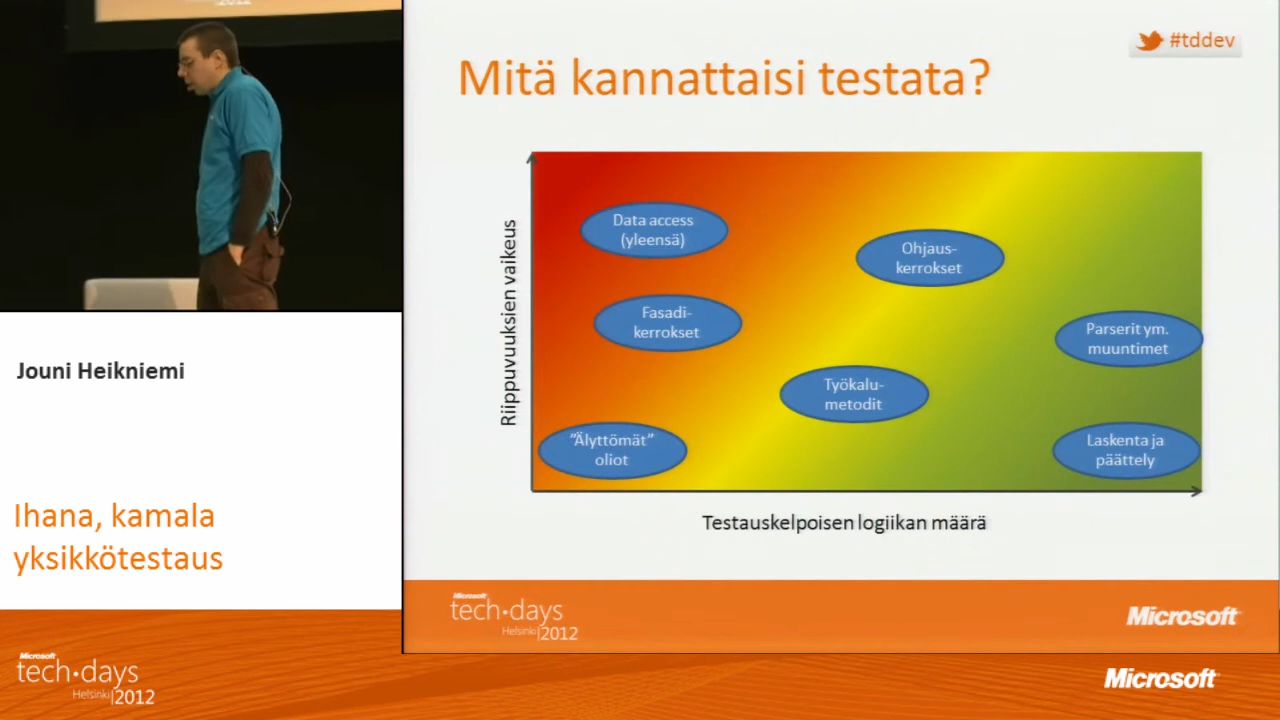 #tddev
Mitä kannattaisi testata?
Riippuvuuksien vaikeus
Data access
(yleensä)
Ohjaus-
kerrokset
Fasadi-
kerrokset
Parserit ym.
muuntimet
Työkalu-
metodit
”Älyttömät”
oliot
Laskenta ja
päättely
Testauskelpoisen logiikan määrä
Microsoft
tech·days
Helsinki|2012
Microsoft
Jouni Heikniemi
Ihana, kamala
yksikkötestaus
Microsoft
tech·days
Helsinki|2012
Microsoft